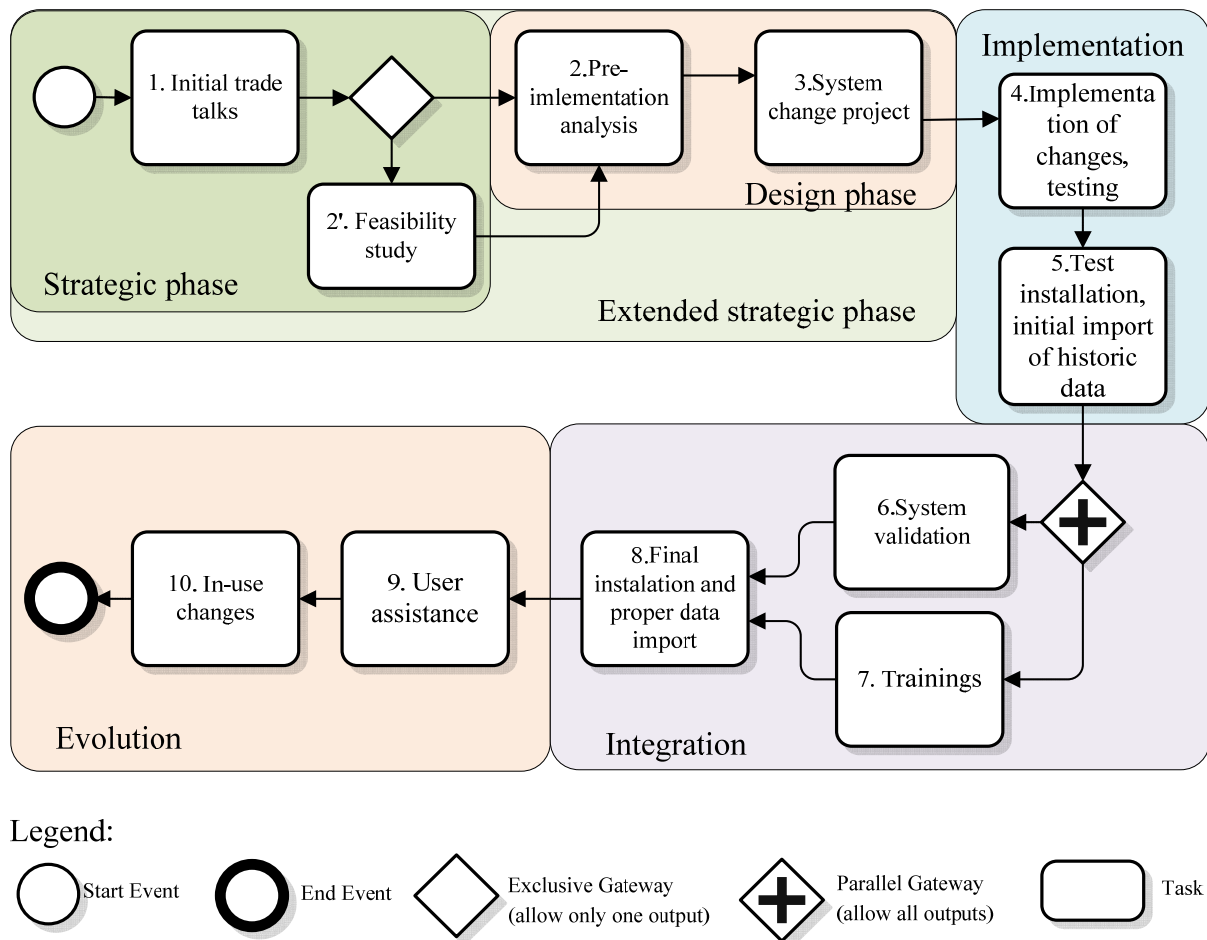 1. Initial trade
talks
2.Pre-
imlementation
analysis
3.System
change project
Implementation
4.Implementa
tion of
changes,
testing
2'. Feasibility
study
Design phase
Strategic phase
Extended strategic phase
5.Test
installation,
initial import
of historic
data
6.System
validation
8.Final
instalation and
proper data
import
7. Trainings
9. User
assistance
10. In-use
changes
Evolution
Integration
Legend:
Start Event
End Event
Exclusive Gateway
(allow only one output)
Parallel Gateway
(allow all outputs)
Task